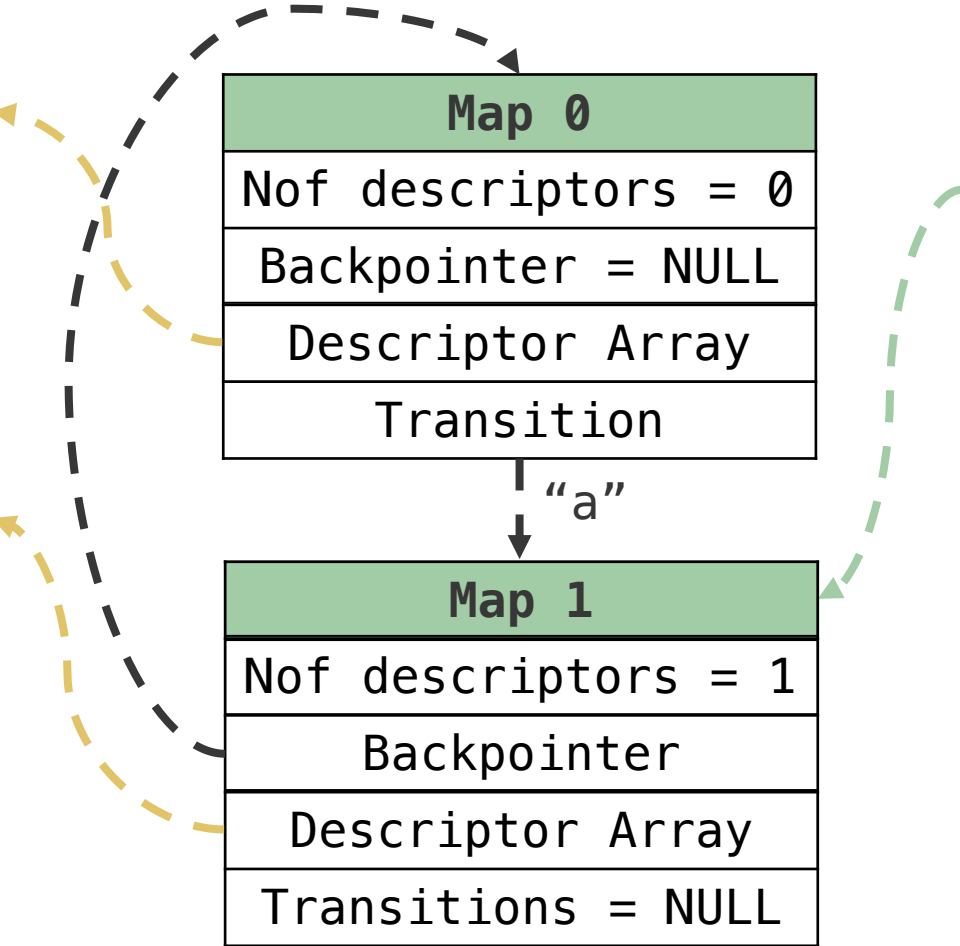 Map 0
Nof descriptors = 0
Backpointer = NULL
Descriptor Array
Transition
“a”
Map 1
Nof descriptors = 1
Backpointer
Descriptor Array
Transitions = NULL